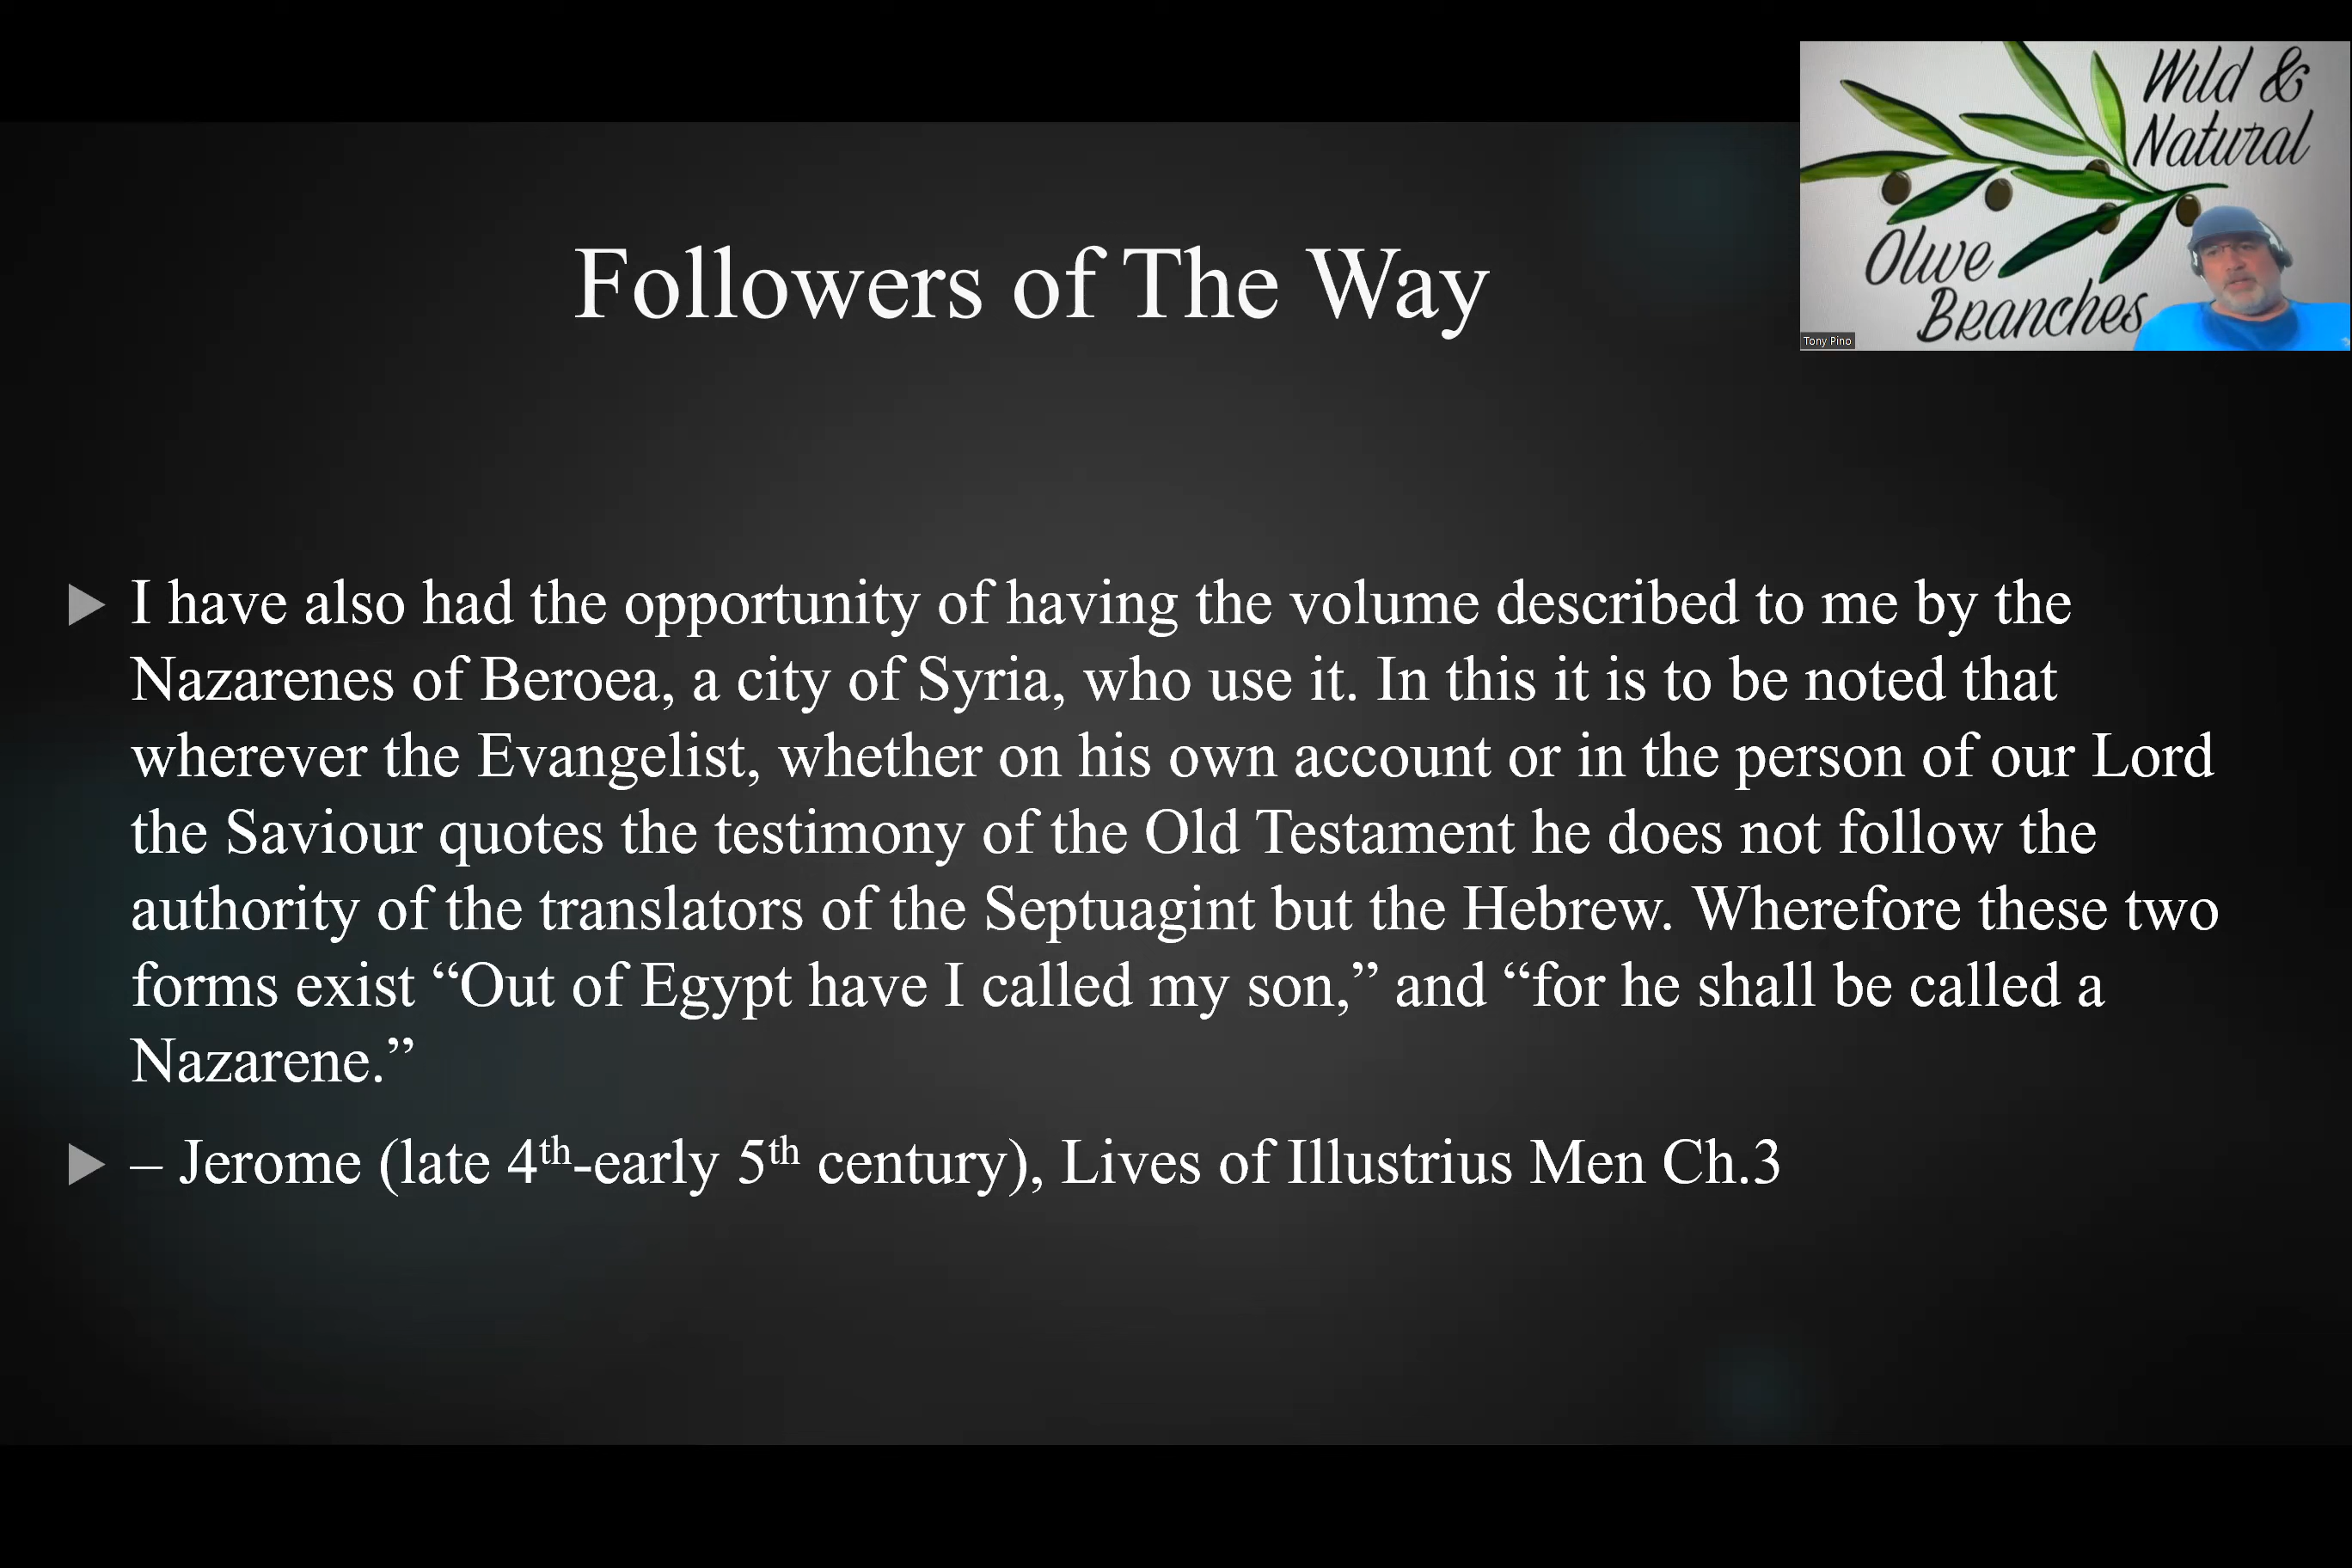 Wild &
Natural
Olive
Branches
Tony Pino
Followers of The Way
I have also had the opportunity of having the volume described to me by the
Nazarenes of Beroea, a city of Syria, who use it. In this it is to be noted that
wherever the Evangelist, whether on his own account or in the person of our Lord
the Saviour quotes the testimony of the Old Testament he does not follow the
authority of the translators of the Septuagint but the Hebrew. Wherefore these two
forms exist “Out of Egypt have I called my son,” and “for he shall be called a
Nazarene.”
– Jerome (late 4th-early 5th century), Lives of Illustrius Men Ch.3